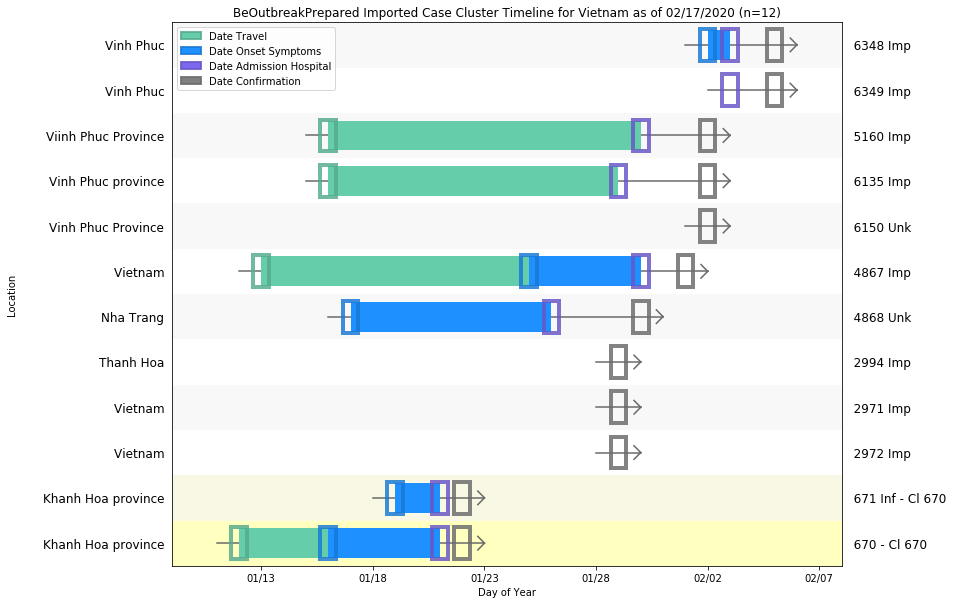 BeOutbreakPrepared Imported Case Cluster Timeline for Vietnam as of 02/17/2020 (n=12)
Date Travel
Date Onset Symptoms
Date Admission Hospital
Date Confirmation
Vinh Phuc 6348 Imp
Vinh Phuc 6349 Imp
Viinh Phuc Province 5160 Imp
Vinh Phuc province 6135 Imp
Vinh Phuc Province 6150 Unk
Vietnam 4867 Imp
Nha Trang 4868 Unk
Thanh Hoa 2994 Imp
Vietnam 2971 Imp
Vietnam 2972 Imp
Khanh Hoa province 671 Inf - Cl 670
Khanh Hoa province 670 - Cl 670
Location
01/13 01/18 01/23 01/28 02/02 02/07
Day of Year